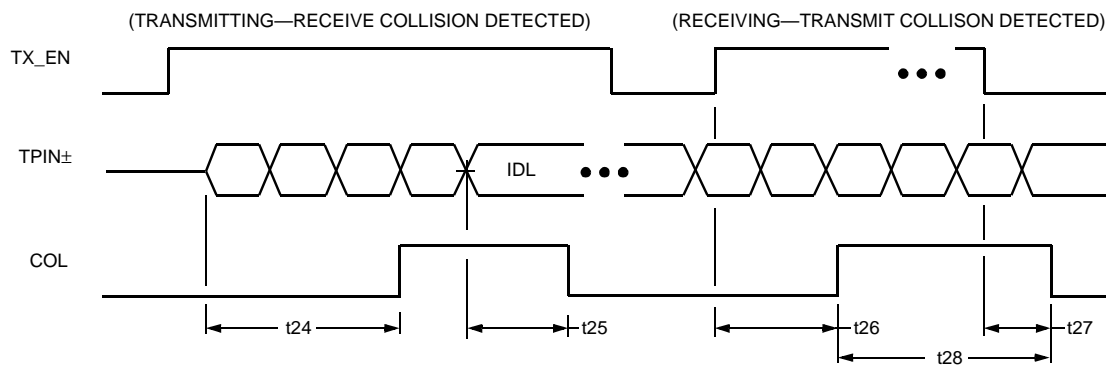 (TRANSMITTING—RECEIVE COLLISION DETECTED)
(RECEIVING—TRANSMIT COLLISON DETECTED)
TX_EN
TPIN±
IDL
COL
t24
t25
t26
t27
t28